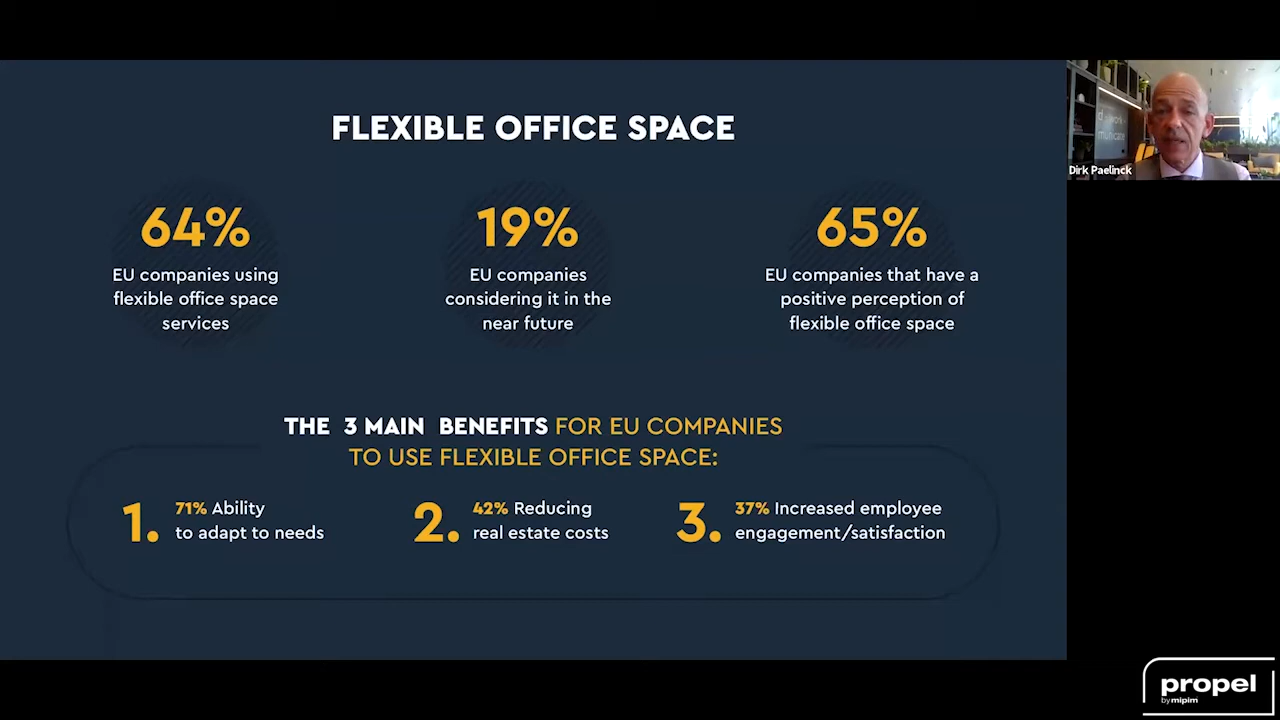 FLEXIBLE OFFICE SPACE
64%
EU companies using
flexible office space
services
19%
EU companies
considering it in the
near future
65%
EU companies that have a
positive perception of
flexible office space
THE 3 MAIN BENEFITS FOR EU COMPANIES
TO USE FLEXIBLE OFFICE SPACE:
1.
71% Ability
to adapt to needs
2.
42% Reducing
real estate costs
3.
37% Increased employee
engagement/satisfaction
Dirk Paelinck
propel
by mipim